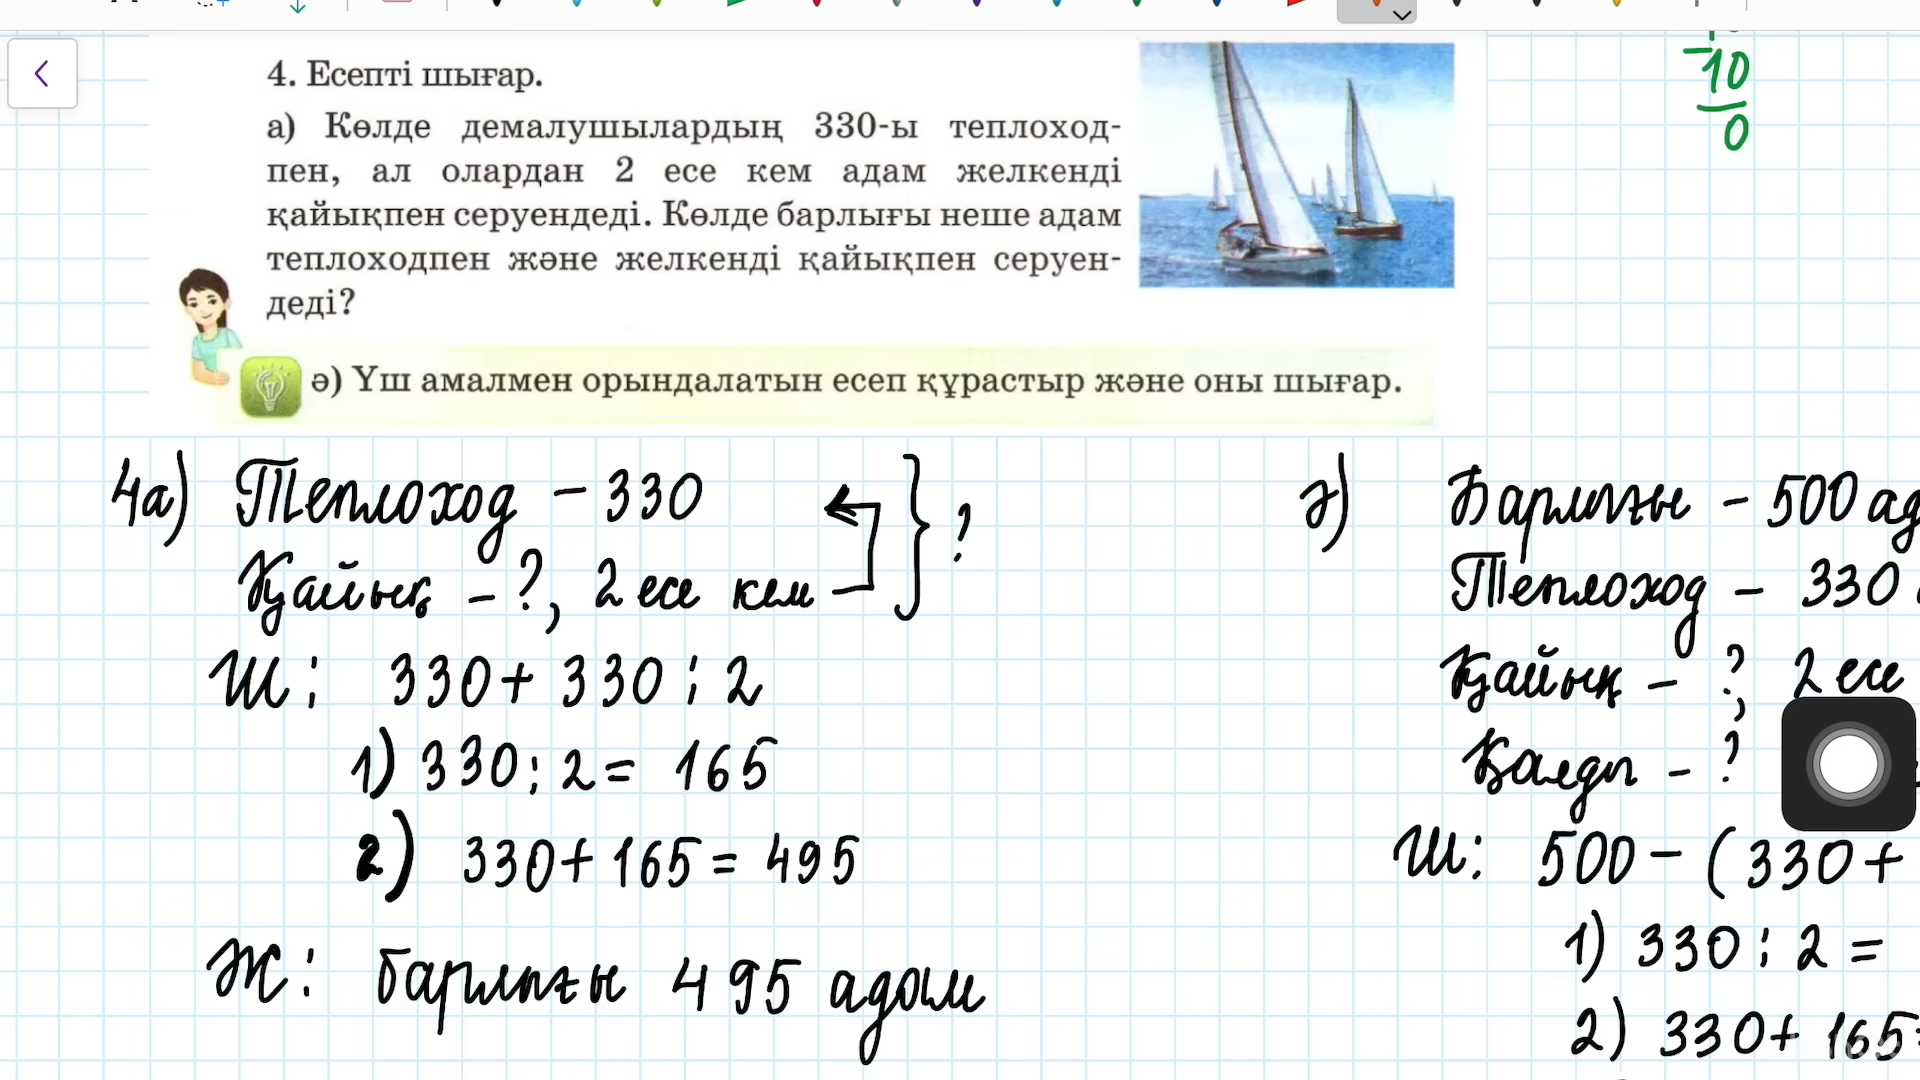 4. Есепті шығар.
а) Көлде демалушылардың 330-ы теплоход-
пен, ал олардан 2 есе кем адам желкенді
қайықпен серуендеді. Көлде барлығы неше адам
теплоходпен және желкенді қайықпен серуен-
деді?
ә) Үш амалмен орындалатын есеп құрастыр және оны шығар.
-10
0
4а) Теплоход - 330
Қайық - ?, 2 есе кем } ?
Ш: 330 + 330 : 2
1) 330 : 2 = 165
2) 330 + 165 = 495
Ж: барлығы 495 адам
ә) Барлығы - 500 ад
Теплоход - 330
Қайық - ?, 2 есе
Қалды - ?
Ш: 500 - (330 +
1) 330 : 2 =
2) 330 + 165 =